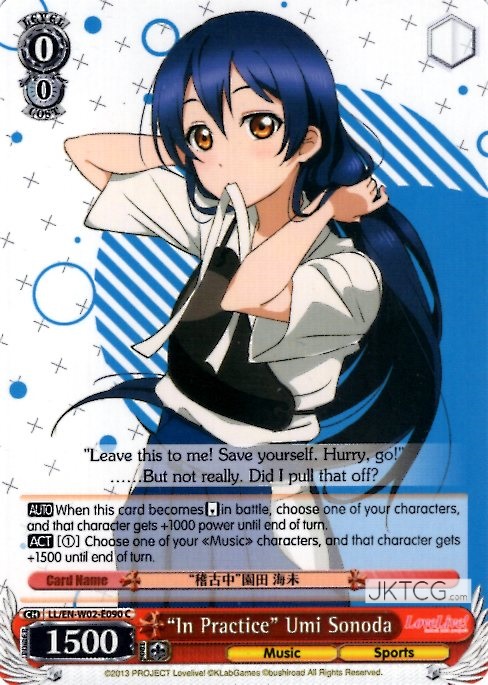 LEVEL
0
0
COST
"Leave this to me! Save yourself. Hurry, go!"
……But not really. Did I pull that off?
AUTO When this card becomes in battle, choose one of your characters,
and that character gets +1000 power until end of turn.
ACT [①] Choose one of your «Music» characters, and that character gets
+1500 until end of turn.
Card Name "稽古中"園田 海未
JKTCG.com
CH LL/EN-W02-E090 C
POWER 1500 "In Practice" Umi Sonoda LoveLive!
Music Sports
©2013 PROJECT Lovelive! ©KLabGames ©bushiroad All Rights Reserved.